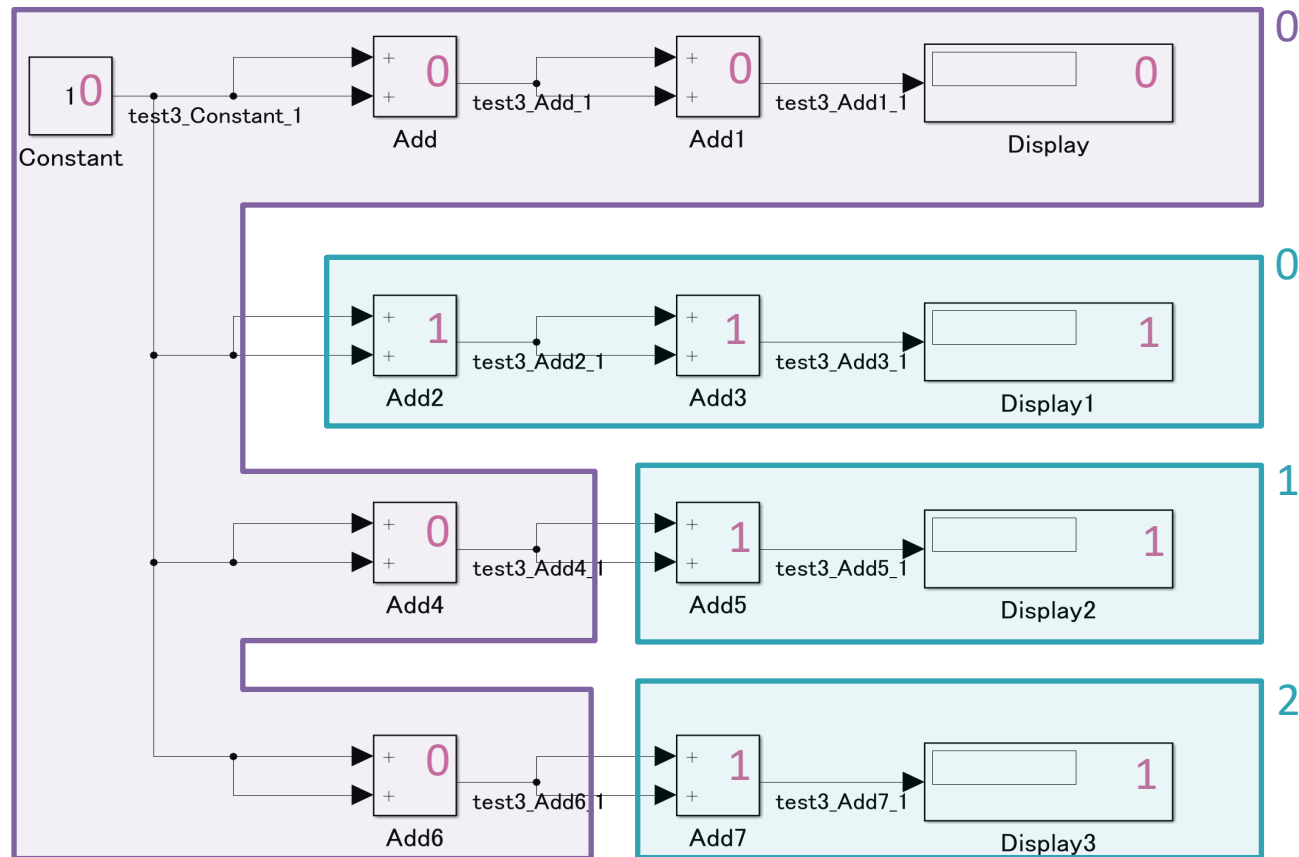 0
1 0
Constant
test3_Constant_1
+
+
0
Add
test3_Add_1
+
+
0
Add1
test3_Add1_1
0
Display
0
+
+
1
Add2
test3_Add2_1
+
+
1
Add3
test3_Add3_1
1
Display1
1
+
+
0
Add4
test3_Add4_1
+
+
1
Add5
test3_Add5_1
1
Display2
2
+
+
0
Add6
test3_Add6_1
+
+
1
Add7
test3_Add7_1
1
Display3